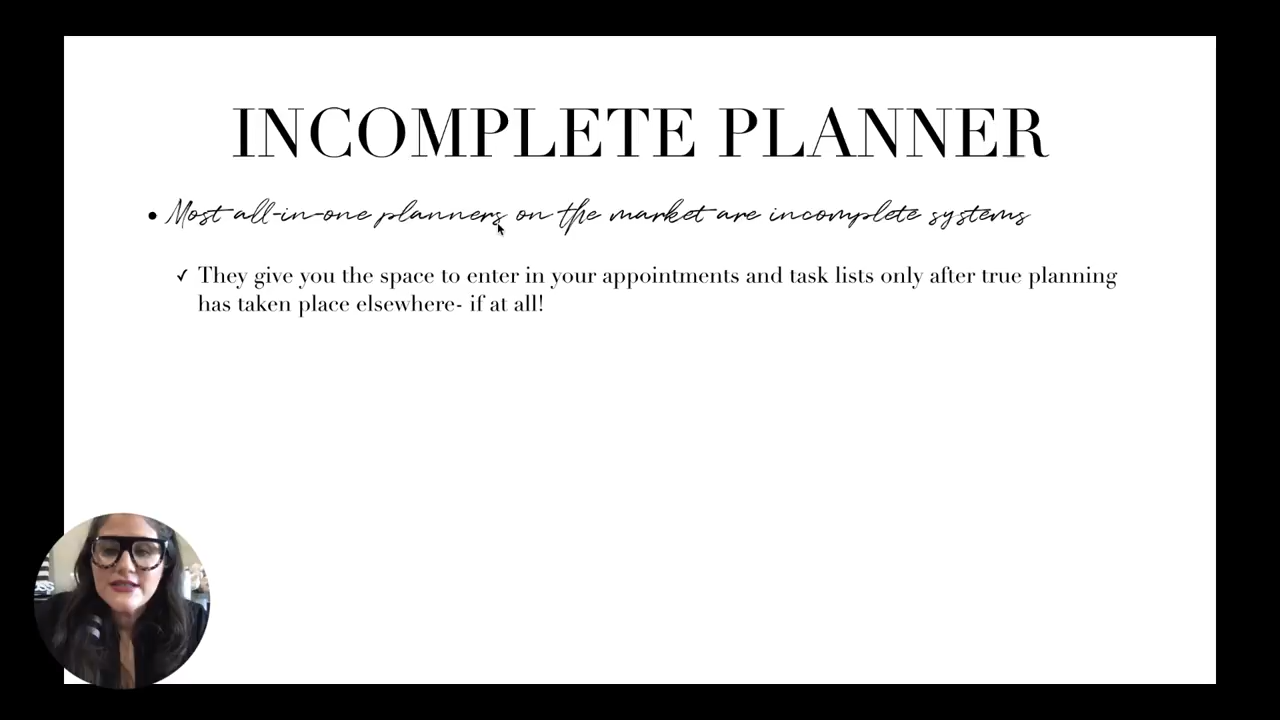 INCOMPLETE PLANNER
• Most all-in-one planners on the market are incomplete systems
✓ They give you the space to enter in your appointments and task lists only after true planning
has taken place elsewhere- if at all!